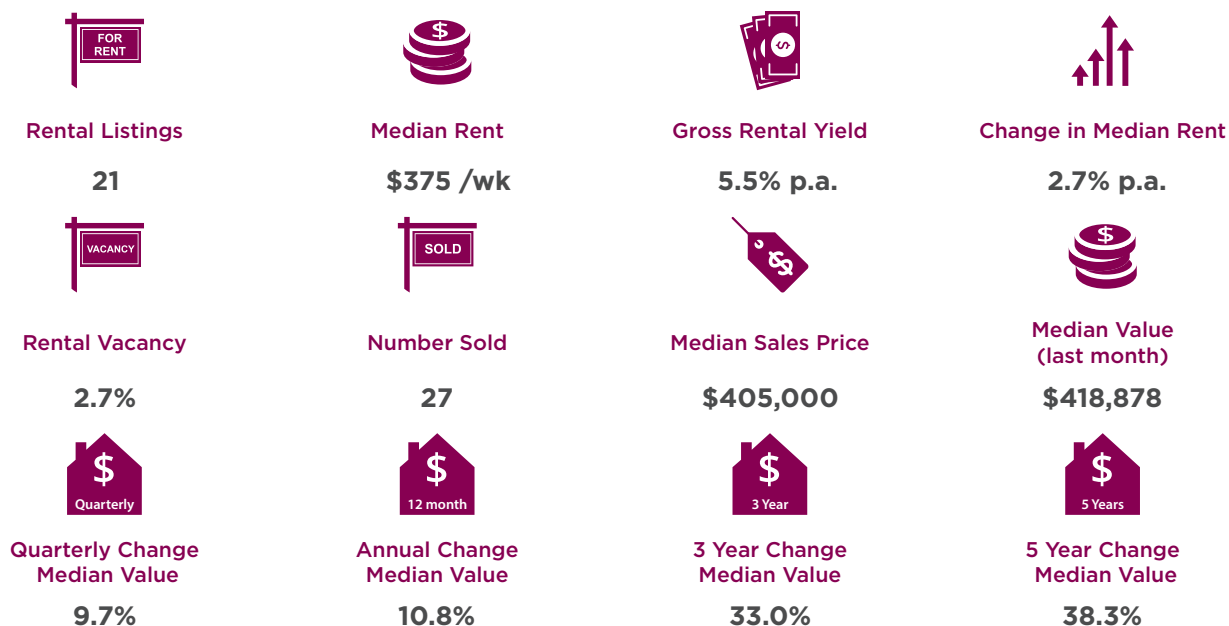 FOR
RENT
$
$
Rental Listings
Median Rent
Gross Rental Yield
Change in Median Rent
21
$375 /wk
5.5% p.a.
2.7% p.a.
VACANCY
SOLD
$
$
Rental Vacancy
Number Sold
Median Sales Price
Median Value
(last month)
2.7%
27
$405,000
$418,878
$
Quarterly
$
12 month
$
3 Year
$
5 Years
Quarterly Change
Median Value
Annual Change
Median Value
3 Year Change
Median Value
5 Year Change
Median Value
9.7%
10.8%
33.0%
38.3%